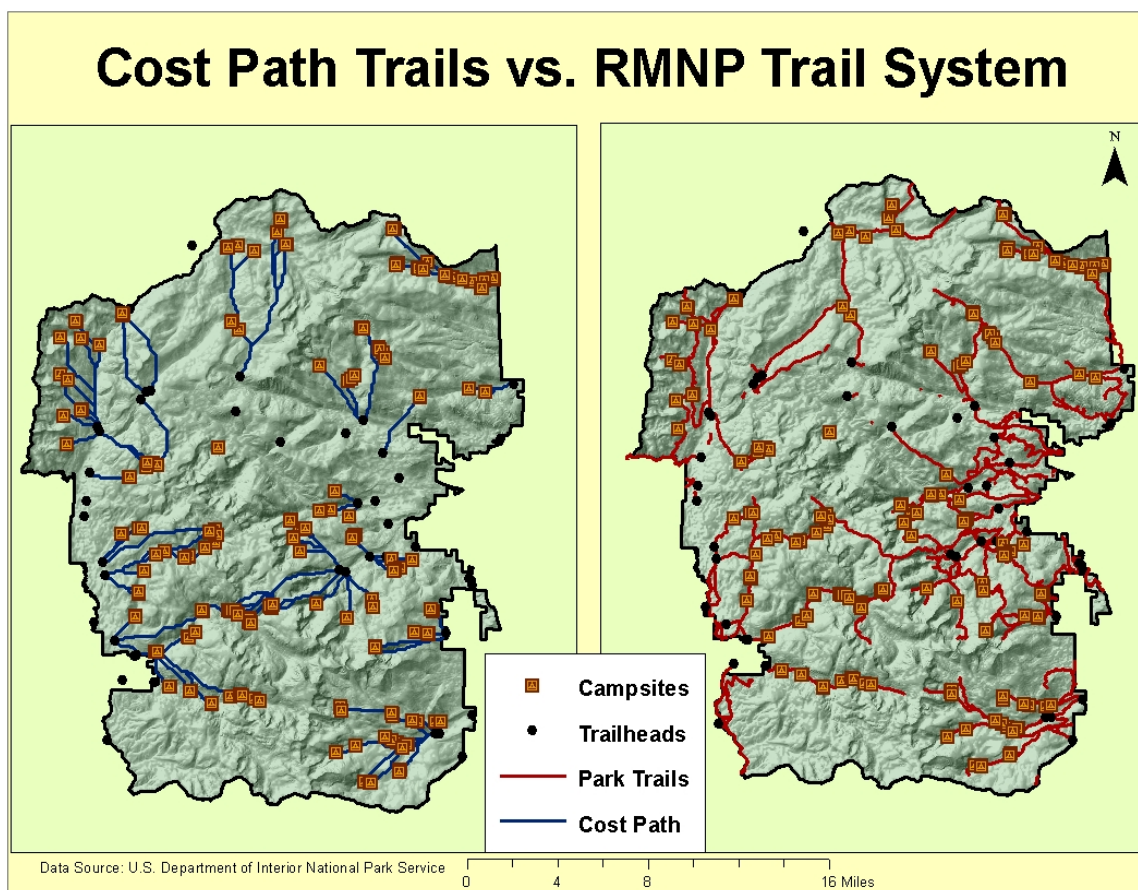 Cost Path Trails vs. RMNP Trail System
N
Campsites
Trailheads
Park Trails
Cost Path
Data Source: U.S. Department of Interior National Park Service
0 4 8 16 Miles